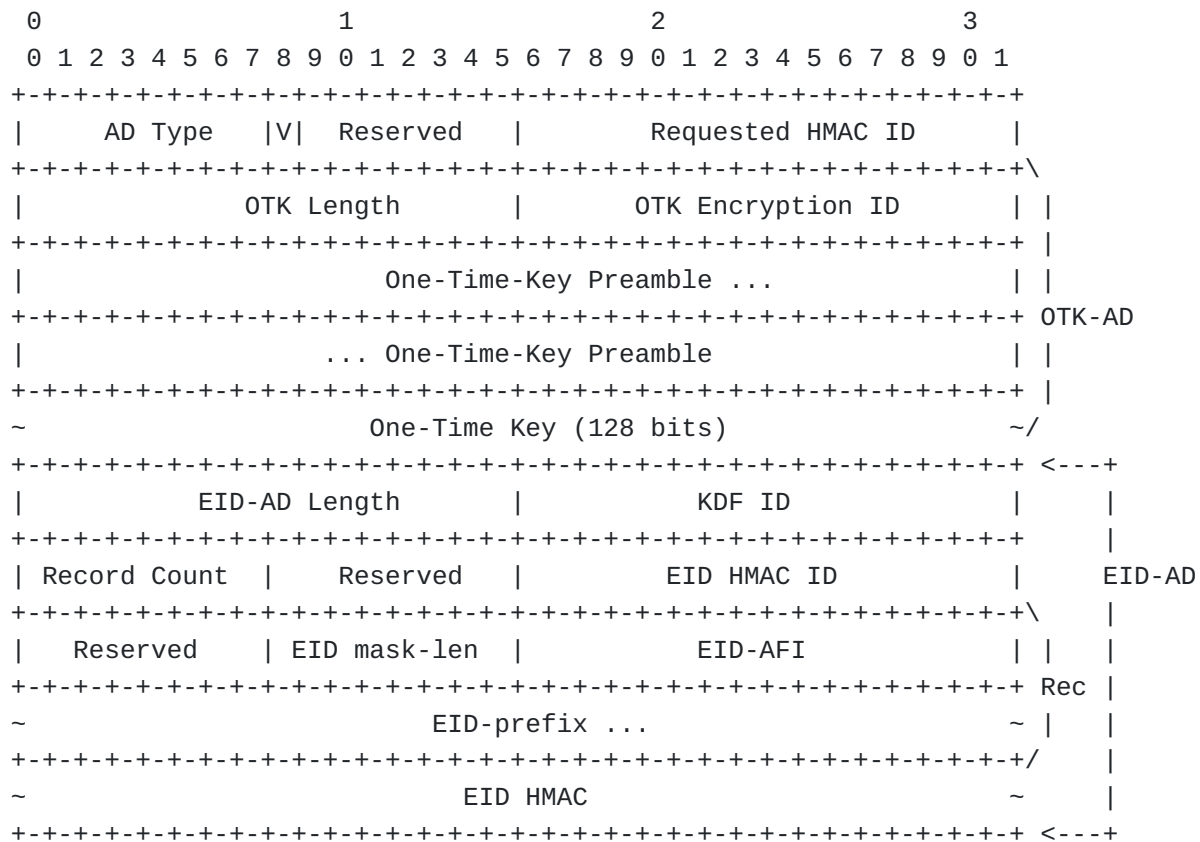 0                   1                   2                   3
 0 1 2 3 4 5 6 7 8 9 0 1 2 3 4 5 6 7 8 9 0 1 2 3 4 5 6 7 8 9 0 1
+-+-+-+-+-+-+-+-+-+-+-+-+-+-+-+-+-+-+-+-+-+-+-+-+-+-+-+-+-+-+-+-+
|     AD Type   |V|  Reserved   |        Requested HMAC ID      |
+-+-+-+-+-+-+-+-+-+-+-+-+-+-+-+-+-+-+-+-+-+-+-+-+-+-+-+-+-+-+-+-+\
|              OTK Length       |       OTK Encryption ID       | |
+-+-+-+-+-+-+-+-+-+-+-+-+-+-+-+-+-+-+-+-+-+-+-+-+-+-+-+-+-+-+-+-+ |
|                       One-Time-Key Preamble ...               | |
+-+-+-+-+-+-+-+-+-+-+-+-+-+-+-+-+-+-+-+-+-+-+-+-+-+-+-+-+-+-+-+-+ OTK-AD
|                   ... One-Time-Key Preamble                   | |
+-+-+-+-+-+-+-+-+-+-+-+-+-+-+-+-+-+-+-+-+-+-+-+-+-+-+-+-+-+-+-+-+ |
~                      One-Time Key (128 bits)                  ~/
+-+-+-+-+-+-+-+-+-+-+-+-+-+-+-+-+-+-+-+-+-+-+-+-+-+-+-+-+-+-+-+-+ <---+
|           EID-AD Length       |           KDF ID              |     |
+-+-+-+-+-+-+-+-+-+-+-+-+-+-+-+-+-+-+-+-+-+-+-+-+-+-+-+-+-+-+-+-+     |
| Record Count  |    Reserved   |         EID HMAC ID           |     EID-AD
+-+-+-+-+-+-+-+-+-+-+-+-+-+-+-+-+-+-+-+-+-+-+-+-+-+-+-+-+-+-+-+-+\    |
|   Reserved    | EID mask-len  |           EID-AFI             | |   |
+-+-+-+-+-+-+-+-+-+-+-+-+-+-+-+-+-+-+-+-+-+-+-+-+-+-+-+-+-+-+-+-+ Rec |
~                          EID-prefix ...                       ~ |   |
+-+-+-+-+-+-+-+-+-+-+-+-+-+-+-+-+-+-+-+-+-+-+-+-+-+-+-+-+-+-+-+-+/    |
~                            EID HMAC                           ~     |
+-+-+-+-+-+-+-+-+-+-+-+-+-+-+-+-+-+-+-+-+-+-+-+-+-+-+-+-+-+-+-+-+ <---+